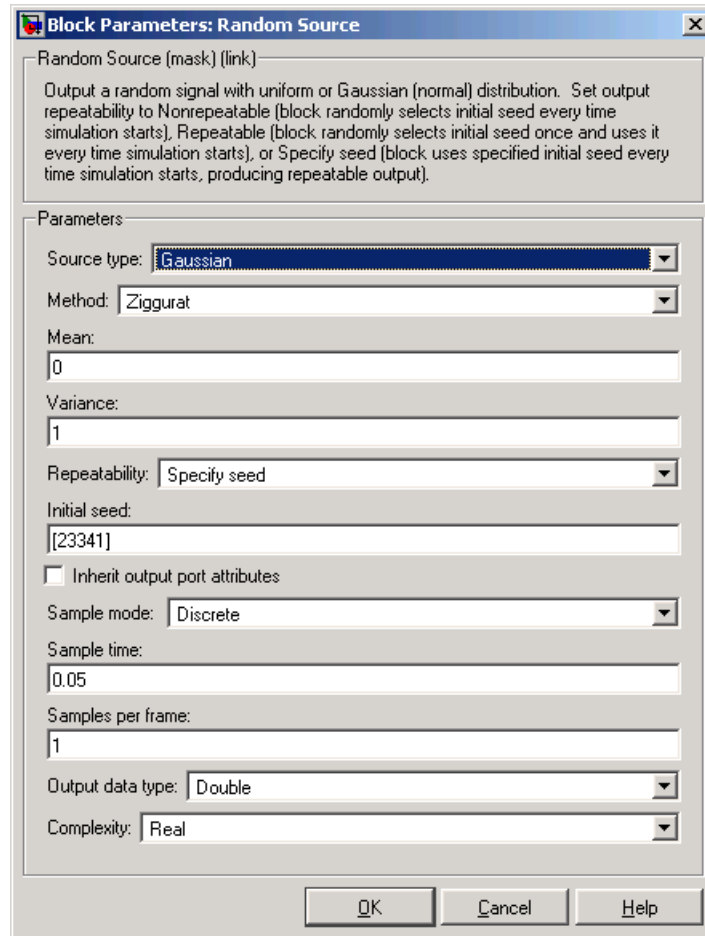 Block Parameters: Random Source
Random Source (mask) (link)
Output a random signal with uniform or Gaussian (normal) distribution. Set output
repeatability to Nonrepeatable (block randomly selects initial seed every time
simulation starts), Repeatable (block randomly selects initial seed once and uses it
every time simulation starts), or Specify seed (block uses specified initial seed every
time simulation starts, producing repeatable output).
Parameters
Source type: Gaussian
Method: Ziggurat
Mean:
0
Variance:
1
Repeatability: Specify seed
Initial seed:
[23341]
Inherit output port attributes
Sample mode: Discrete
Sample time:
0.05
Samples per frame:
1
Output data type: Double
Complexity: Real
OK Cancel Help